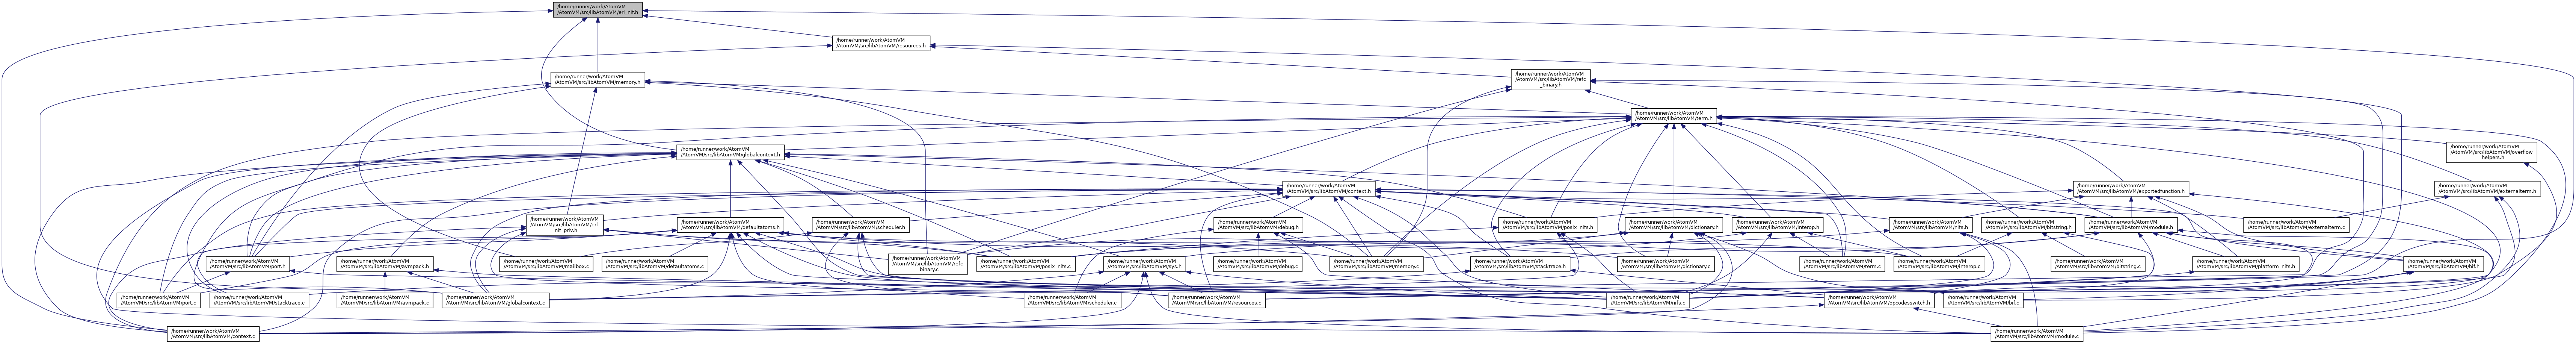 /home/runner/work/AtomVM
/AtomVM/src/libAtomVM/erl_nif.h
/home/runner/work/AtomVM
/AtomVM/src/libAtomVM/resources.h
/home/runner/work/AtomVM
/AtomVM/src/libAtomVM/memory.h
/home/runner/work/AtomVM
/AtomVM/src/libAtomVM/refc
_binary.h
/home/runner/work/AtomVM
/AtomVM/src/libAtomVM/term.h
/home/runner/work/AtomVM
/AtomVM/src/libAtomVM/globalcontext.h
/home/runner/work/AtomVM
/AtomVM/src/libAtomVM/overflow
_helpers.h
/home/runner/work/AtomVM
/AtomVM/src/libAtomVM/context.h
/home/runner/work/AtomVM
/AtomVM/src/libAtomVM/exportedfunction.h
/home/runner/work/AtomVM
/AtomVM/src/libAtomVM/externalterm.h
/home/runner/work/AtomVM
/AtomVM/src/libAtomVM/erl
_nif_priv.h
/home/runner/work/AtomVM
/AtomVM/src/libAtomVM/defaultatoms.h
/home/runner/work/AtomVM
/AtomVM/src/libAtomVM/scheduler.h
/home/runner/work/AtomVM
/AtomVM/src/libAtomVM/debug.h
/home/runner/work/AtomVM
/AtomVM/src/libAtomVM/posix_nifs.h
/home/runner/work/AtomVM
/AtomVM/src/libAtomVM/dictionary.h
/home/runner/work/AtomVM
/AtomVM/src/libAtomVM/interop.h
/home/runner/work/AtomVM
/AtomVM/src/libAtomVM/nifs.h
/home/runner/work/AtomVM
/AtomVM/src/libAtomVM/bitstring.h
/home/runner/work/AtomVM
/AtomVM/src/libAtomVM/module.h
/home/runner/work/AtomVM
/AtomVM/src/libAtomVM/externalterm.c
/home/runner/work/AtomVM
/AtomVM/src/libAtomVM/port.h
/home/runner/work/AtomVM
/AtomVM/src/libAtomVM/avmpack.h
/home/runner/work/AtomVM
/AtomVM/src/libAtomVM/mailbox.c
/home/runner/work/AtomVM
/AtomVM/src/libAtomVM/defaultatoms.c
/home/runner/work/AtomVM
/AtomVM/src/libAtomVM/refc
_binary.c
/home/runner/work/AtomVM
/AtomVM/src/libAtomVM/posix_nifs.c
/home/runner/work/AtomVM
/AtomVM/src/libAtomVM/sys.h
/home/runner/work/AtomVM
/AtomVM/src/libAtomVM/debug.c
/home/runner/work/AtomVM
/AtomVM/src/libAtomVM/memory.c
/home/runner/work/AtomVM
/AtomVM/src/libAtomVM/stacktrace.h
/home/runner/work/AtomVM
/AtomVM/src/libAtomVM/dictionary.c
/home/runner/work/AtomVM
/AtomVM/src/libAtomVM/term.c
/home/runner/work/AtomVM
/AtomVM/src/libAtomVM/interop.c
/home/runner/work/AtomVM
/AtomVM/src/libAtomVM/bitstring.c
/home/runner/work/AtomVM
/AtomVM/src/libAtomVM/platform_nifs.h
/home/runner/work/AtomVM
/AtomVM/src/libAtomVM/bif.h
/home/runner/work/AtomVM
/AtomVM/src/libAtomVM/port.c
/home/runner/work/AtomVM
/AtomVM/src/libAtomVM/stacktrace.c
/home/runner/work/AtomVM
/AtomVM/src/libAtomVM/avmpack.c
/home/runner/work/AtomVM
/AtomVM/src/libAtomVM/globalcontext.c
/home/runner/work/AtomVM
/AtomVM/src/libAtomVM/resources.c
/home/runner/work/AtomVM
/AtomVM/src/libAtomVM/scheduler.c
/home/runner/work/AtomVM
/AtomVM/src/libAtomVM/nifs.c
/home/runner/work/AtomVM
/AtomVM/src/libAtomVM/opcodesswitch.h
/home/runner/work/AtomVM
/AtomVM/src/libAtomVM/bif.c
/home/runner/work/AtomVM
/AtomVM/src/libAtomVM/context.c
/home/runner/work/AtomVM
/AtomVM/src/libAtomVM/module.c